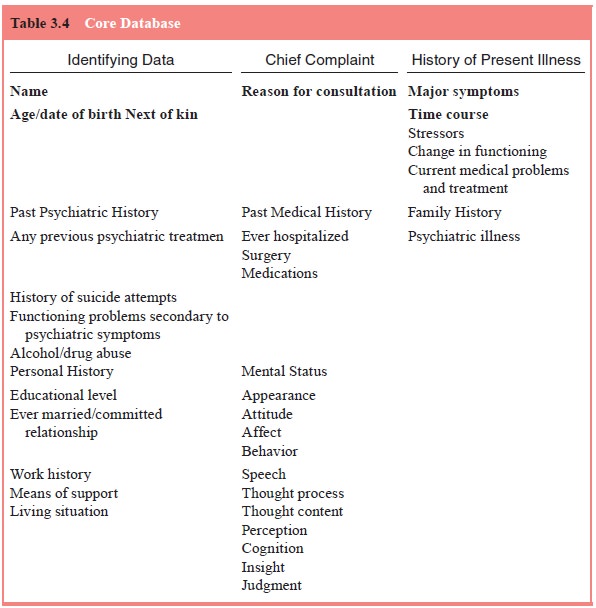 Table 3.4 Core Database
Identifying Data Chief Complaint History of Present Illness
Name Reason for consultation Major symptoms
Age/date of birth Next of kin Time course
Stressors
Change in functioning
Current medical problems
and treatment
Past Psychiatric History Past Medical History Family History
Any previous psychiatric treatmen Ever hospitalized Psychiatric illness
Surgery
Medications
History of suicide attempts
Functioning problems secondary to
psychiatric symptoms
Alcohol/drug abuse
Personal History Mental Status
Educational level Appearance
Ever married/committed Attitude
relationship Affect
Behavior
Work history Speech
Means of support Thought process
Living situation Thought content
Perception
Cognition
Insight
Judgment